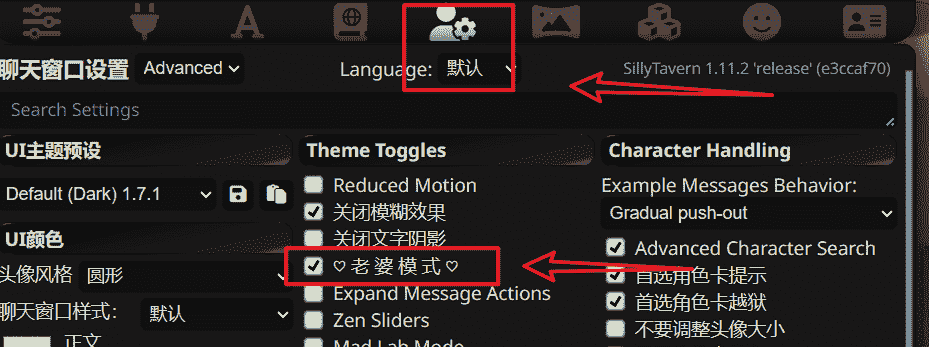 聊天窗口设置 Advanced Language: 默认 SillyTavern 1.11.2 'release' (e3ccaf70)
Search Settings
UI主题预设
Default (Dark) 1.7.1
UI颜色
头像风格 圆形
聊天窗口样式: 默认
正文
Theme Toggles
Reduced Motion
关闭模糊效果
关闭文字阴影
♡老婆模式♡
Expand Message Actions
Zen Sliders
Mad Lab Mode
Character Handling
Example Messages Behavior:
Gradual push-out
Advanced Character Search
首选角色卡提示
首选角色卡越狱
不要调整头像大小